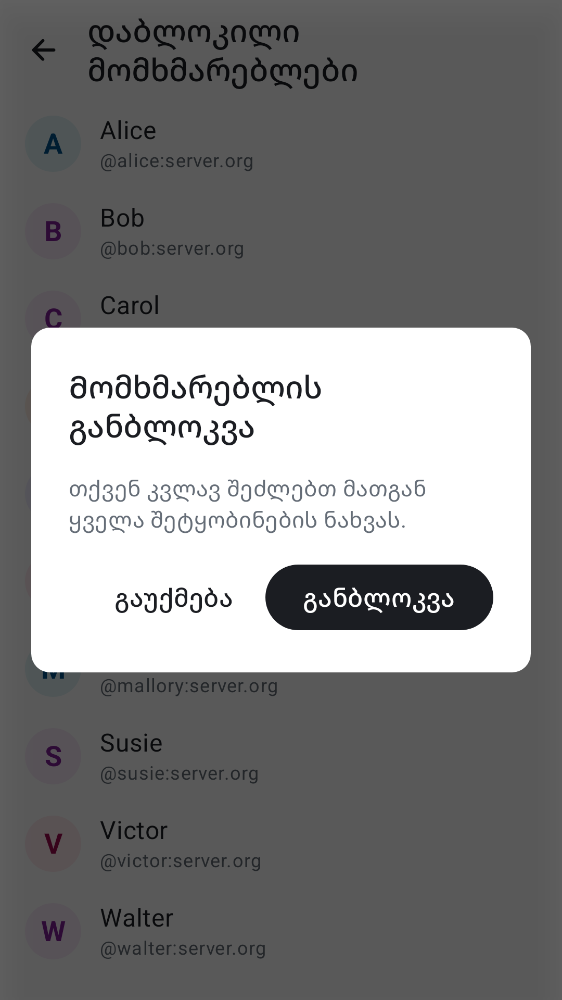 დაბლოკილი
მომხმარებლები
A
Alice
@alice:server.org
B
Bob
@bob:server.org
C
Carol
მომხმარებლის
განბლოკვა
თქვენ კვლავ შეძლებთ მათგან
ყველა შეტყობინების ნახვას.
გაუქმება
განბლოკვა
M
@mallory:server.org
S
Susie
@susie:server.org
V
Victor
@victor:server.org
W
Walter
@walter:server.org